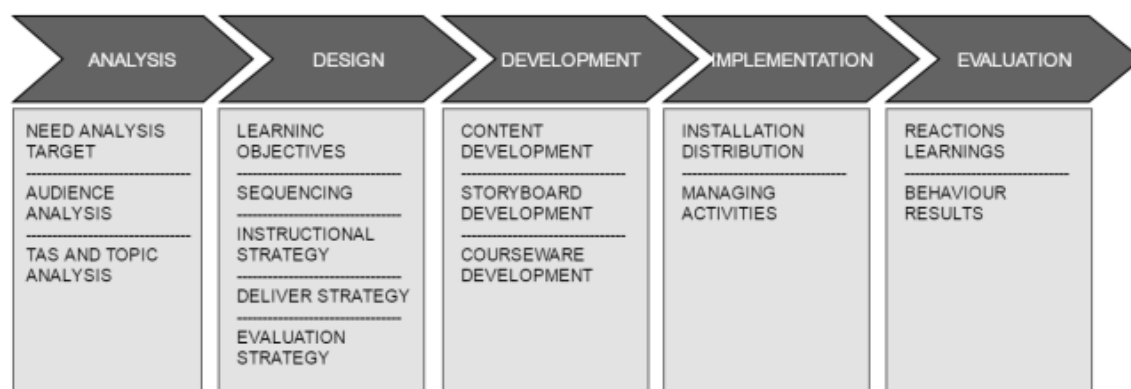 ANALYSIS
DESIGN
DEVELOPMENT
IMPLEMENTATION
EVALUATION
NEED ANALYSIS
TARGET
AUDIENCE
ANALYSIS
TAS AND TOPIC
ANALYSIS
LEARNINC
OBJECTIVES
SEQUENCING
INSTRUCTIONAL
STRATEGY
DELIVER STRATEGY
EVALUATION
STRATEGY
CONTENT
DEVELOPMENT
STORYBOARD
DEVELOPMENT
COURSEWARE
DEVELOPMENT
INSTALLATION
DISTRIBUTION
MANAGING
ACTIVITIES
REACTIONS
LEARNINGS
BEHAVIOUR
RESULTS